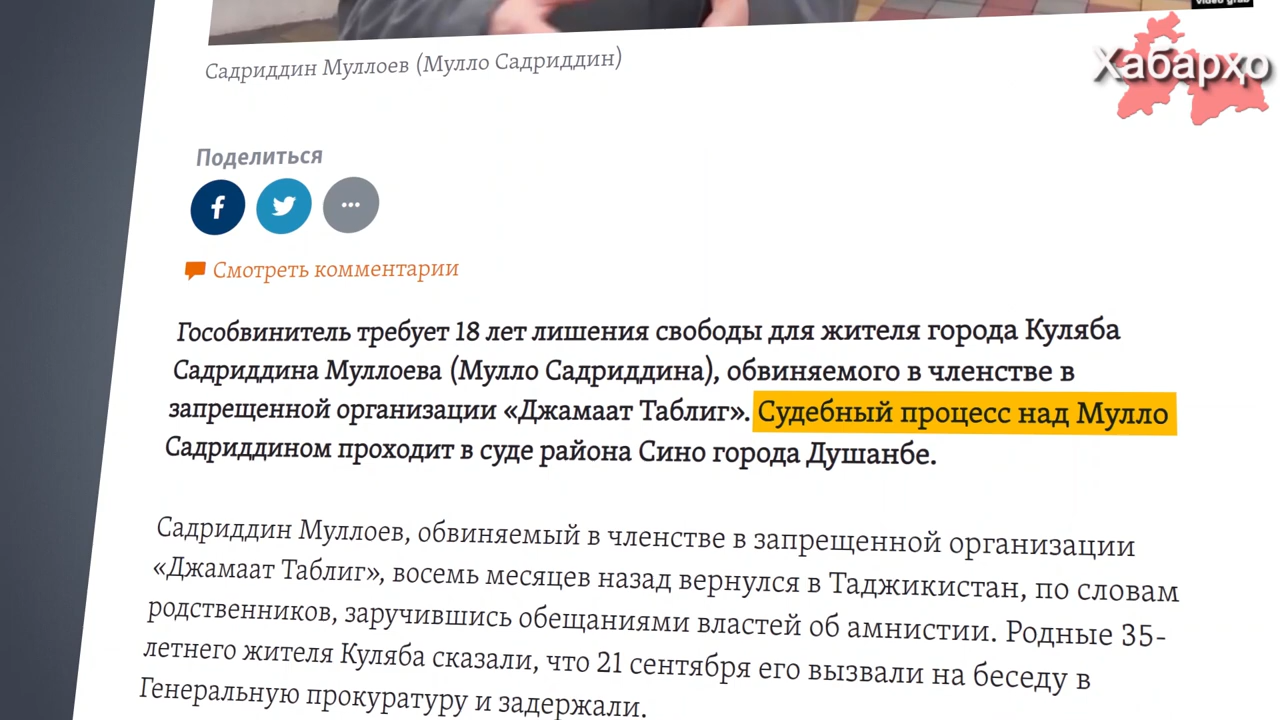 video grab
Садриддин Муллоев (Мулло Садриддин)
Хабарҳо
Поделиться
Смотреть комментарии
Гособвинитель требует 18 лет лишения свободы для жителя города Куляба
Садриддина Муллоева (Мулло Садриддина), обвиняемого в членстве в
запрещенной организации «Джамаат Таблиг». Судебный процесс над Мулло
Садриддином проходит в суде района Сино города Душанбе.
Садриддин Муллоев, обвиняемый в членстве в запрещенной организации
«Джамаат Таблиг», восемь месяцев назад вернулся в Таджикистан, по словам
родственников, заручившись обещаниями властей об амнистии. Родные 35-
летнего жителя Куляба сказали, что 21 сентября его вызвали на беседу в
Генеральную прокуратуру и задержали.